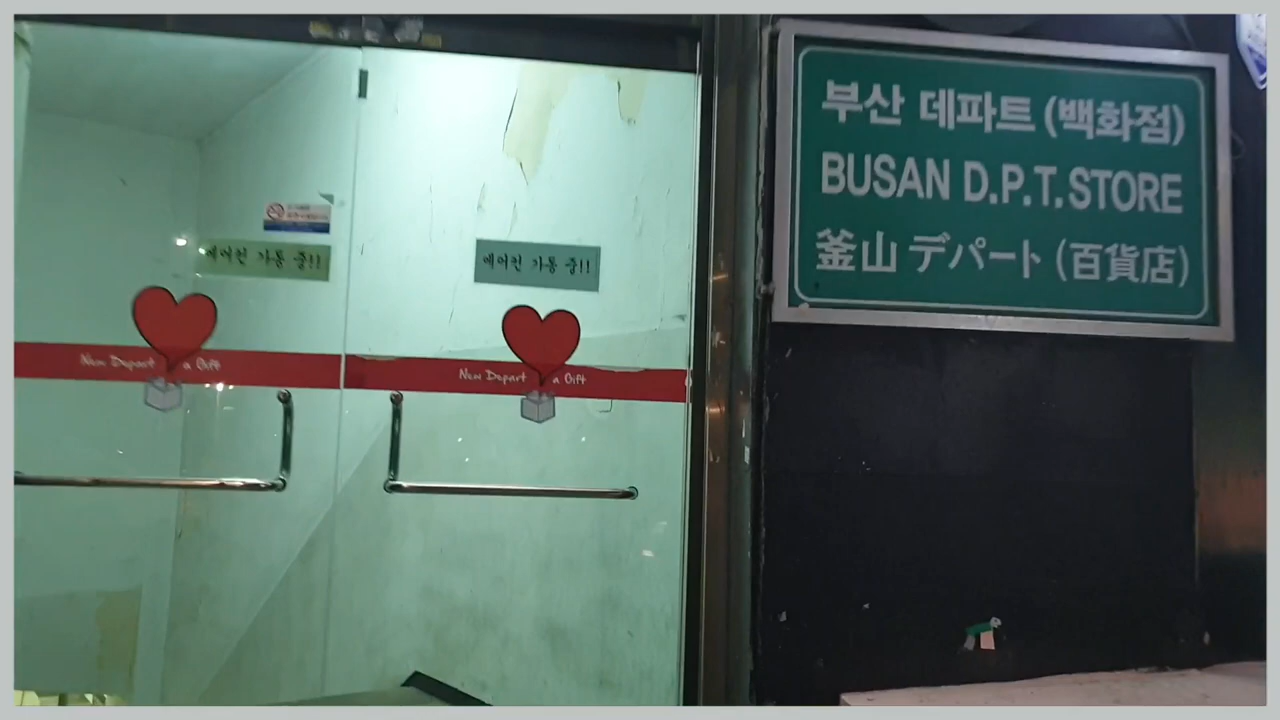 에어컨 가동 중!!
에어컨 가동 중!!
New Depart a Gift
New Depart a Gift
부산 데파트 (백화점)
BUSAN D.P.T. STORE
釜山 デパート (百貨店)